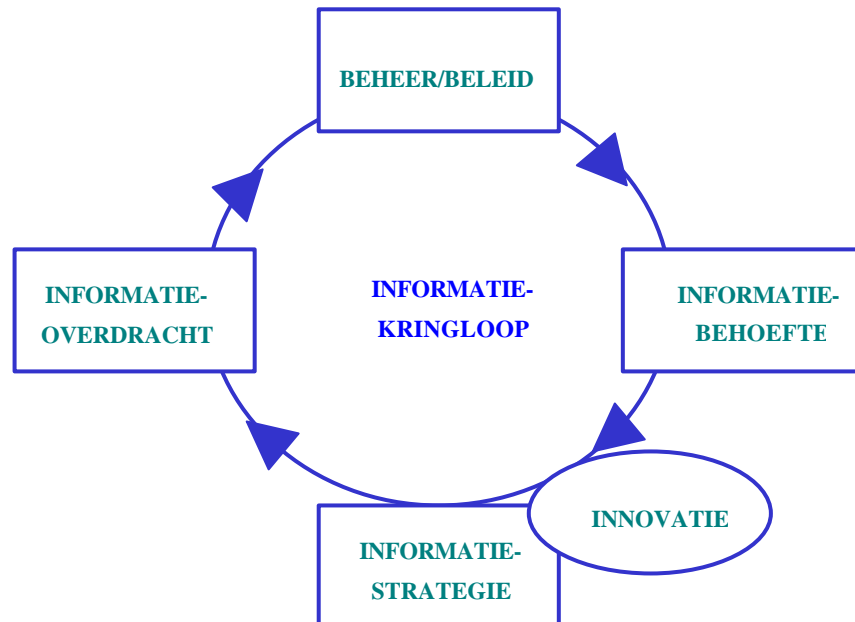 BEHEER/BELEID
INFORMATIE-
OVERDRACHT
INFORMATIE-
KRINGLOOP
INFORMATIE-
BEHOEFTE
INNOVATIE
INFORMATIE-
STRATEGIE